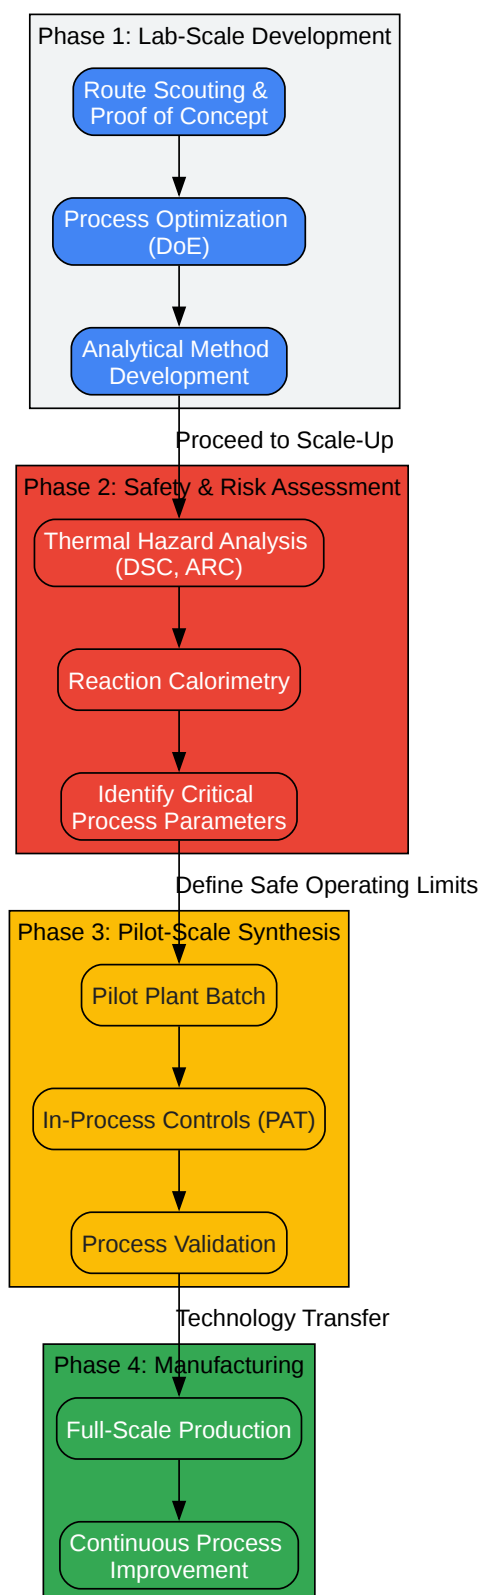 Phase 1: Lab-Scale Development
Route Scouting &
Proof of Concept
Process Optimization
(DoE)
Analytical Method
Development
Proceed to Scale-Up
Phase 2: Safety & Risk Assessment
Thermal Hazard Analysis
(DSC, ARC)
Reaction Calorimetry
Identify Critical
Process Parameters
Define Safe Operating Limits
Phase 3: Pilot-Scale Synthesis
Pilot Plant Batch
In-Process Controls (PAT)
Process Validation
Technology Transfer
Phase 4: Manufacturing
Full-Scale Production
Continuous Process
Improvement